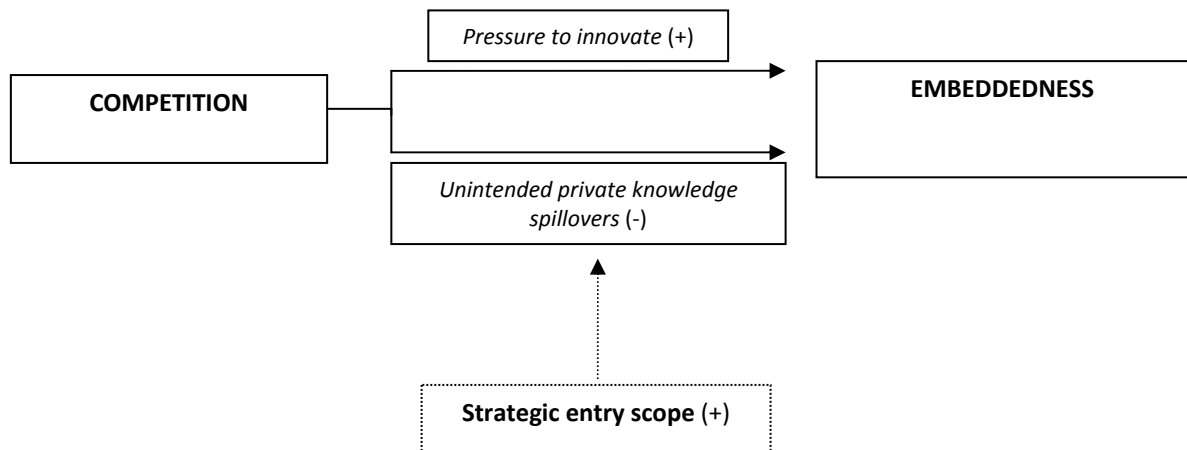 Pressure to innovate (+)
COMPETITION
EMBEDDEDNESS
Unintended private knowledge
spillovers (-)
Strategic entry scope (+)